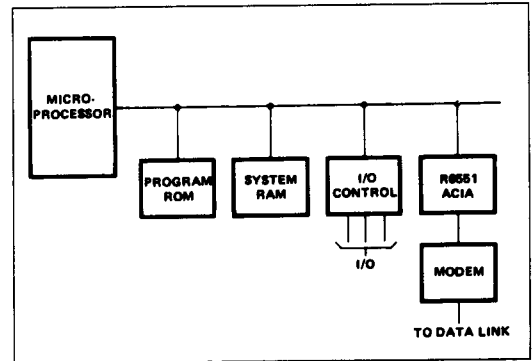 MICRO-
PROCESSOR
PROGRAM
ROM
SYSTEM
RAM
I/O
CONTROL
R6551
ACIA
I/O
MODEM
TO DATA LINK